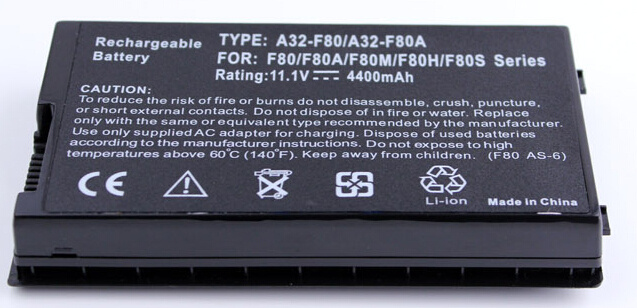 Rechargeable Battery
TYPE: A32-F80/A32-F80A
FOR: F80/F80A/F80M/F80H/F80S Series
Rating:11.1V⎓ 4400mAh
CAUTION:
To reduce the risk of fire or burns do not disassemble, crush, puncture,
or short external contacts. Do not dispose of in fire or water. Replace
only with the same or equivalent type recommended by the manufacturer.
Use only supplied AC adapter for charging. Dispose of used batteries
according to the manufacturer instructions. Do not expose to high
temperatures above 60°C (140°F). Keep away from children. (F80 AS-6)
CE
Li-ion
Made in China